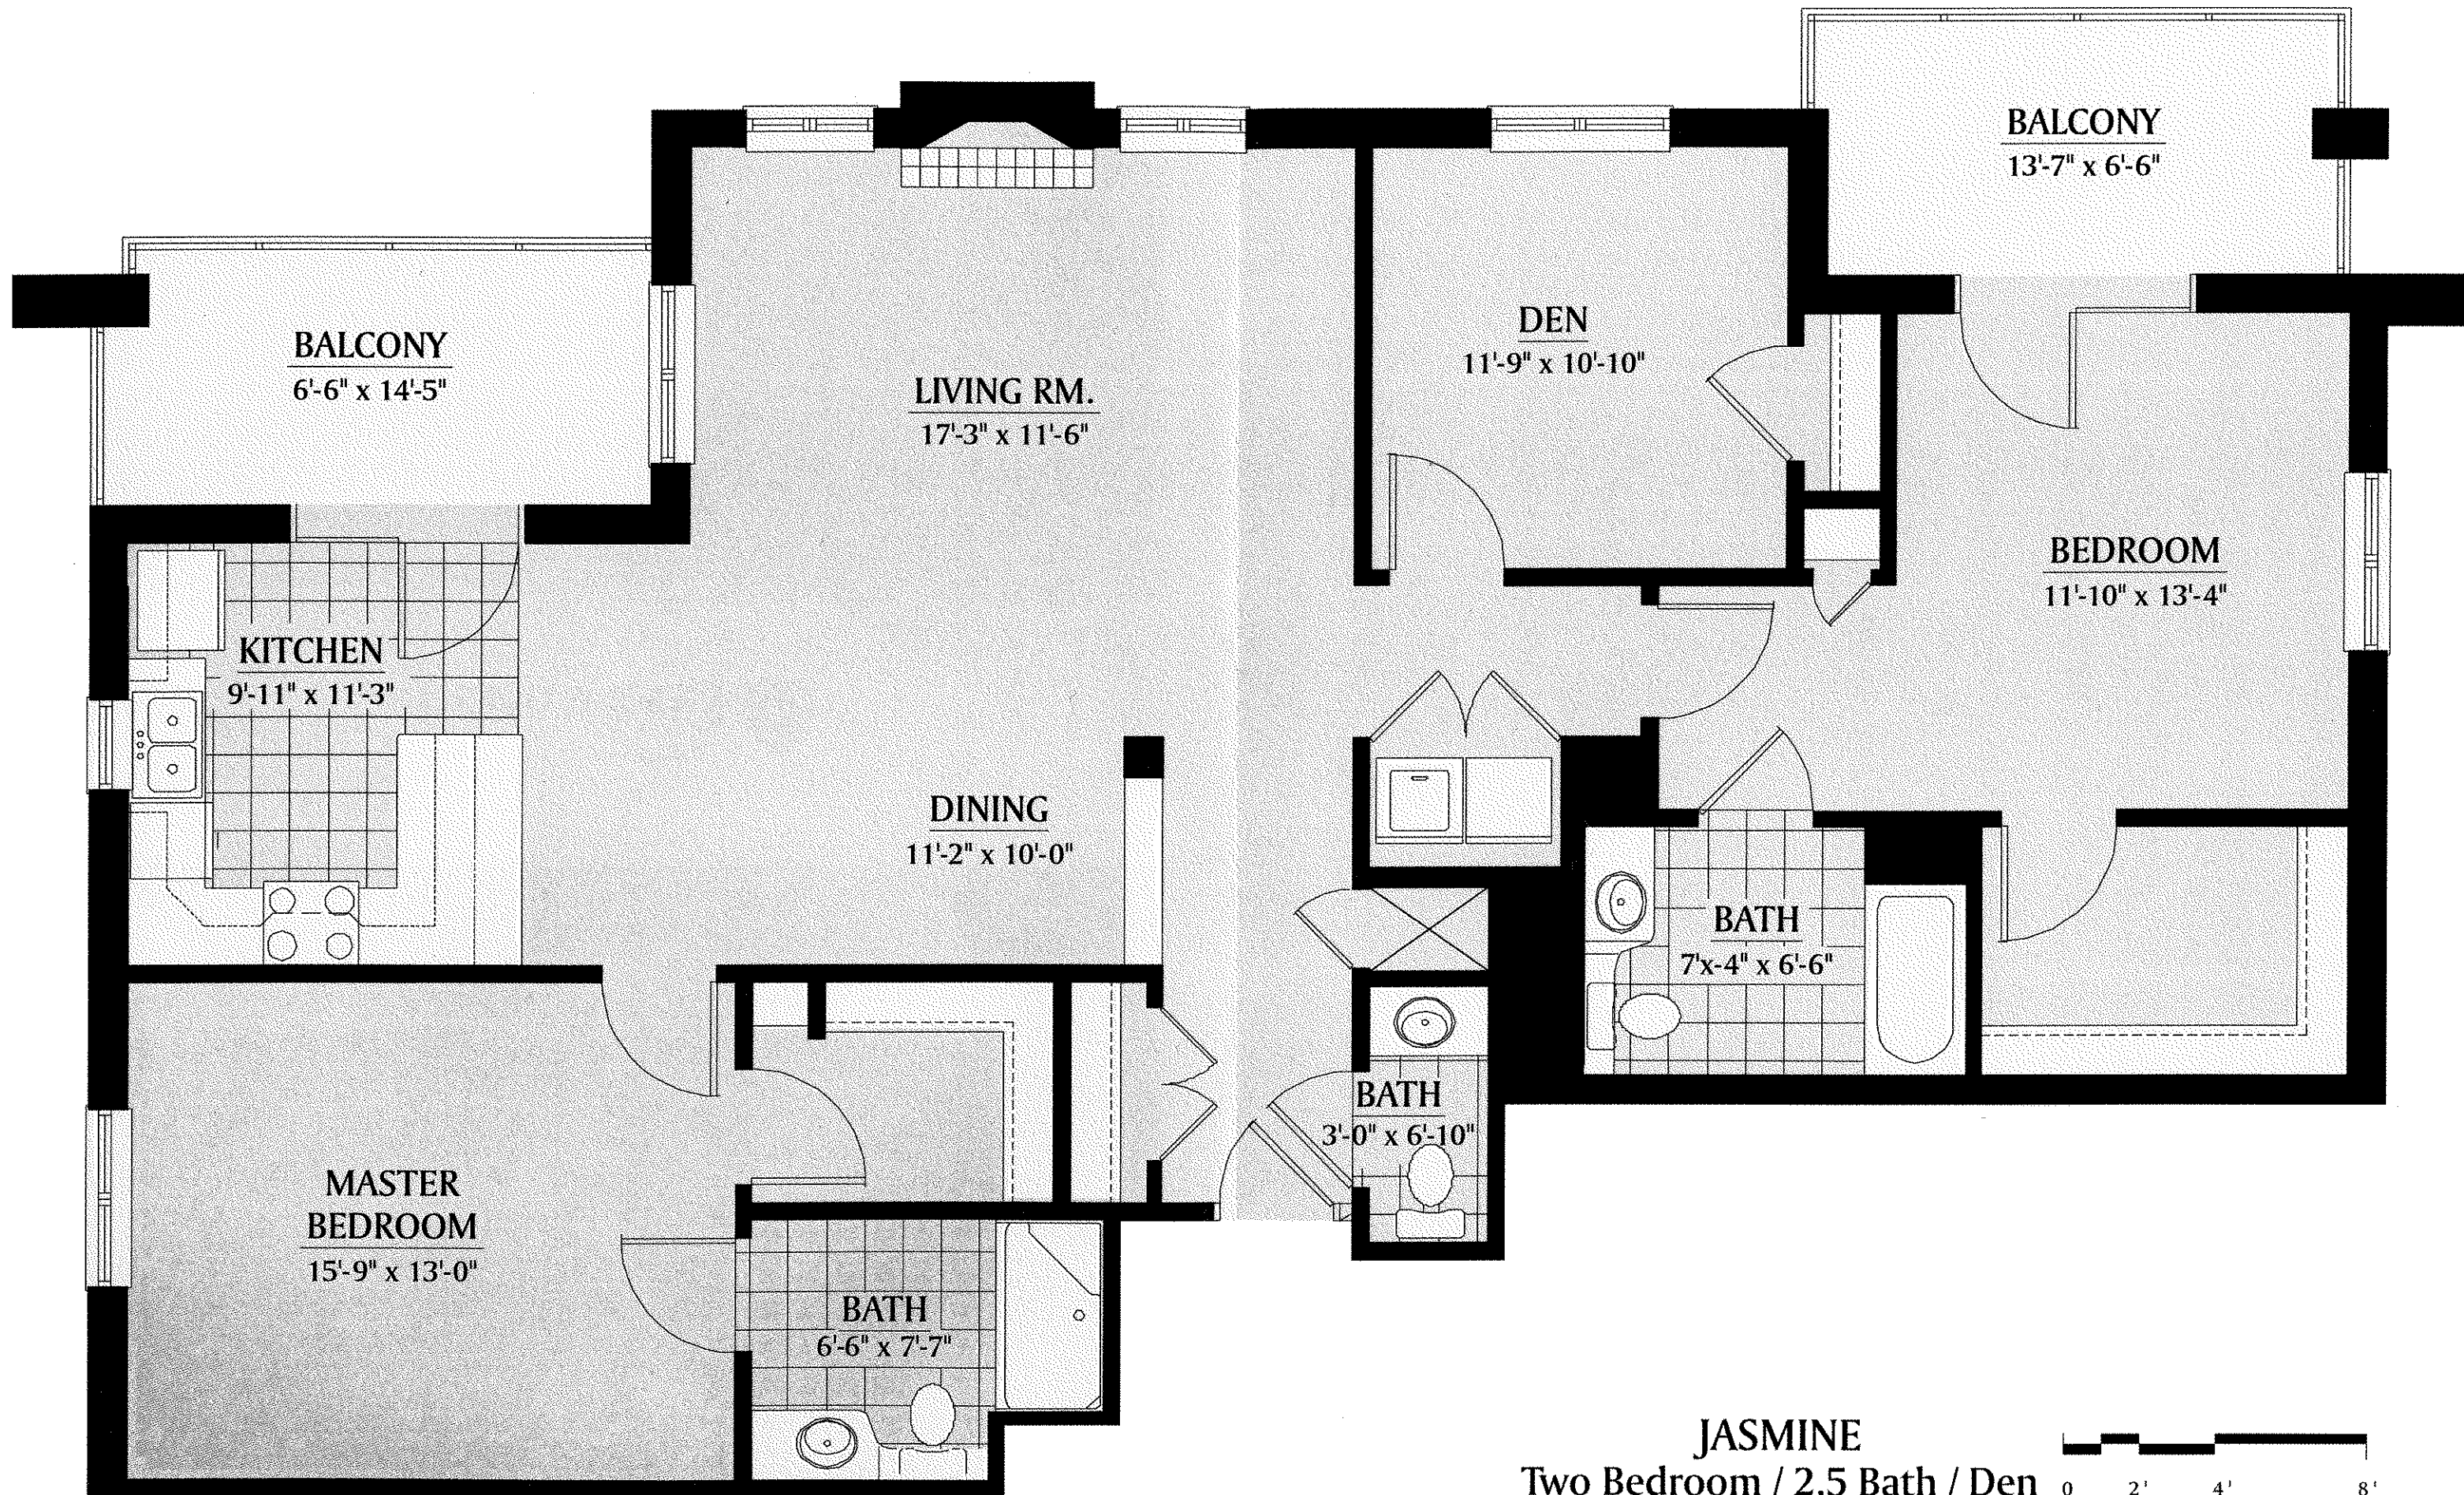 BALCONY
13'-7" x 6'-6"
BALCONY
6'-6" x 14'-5"
LIVING RM.
17'-3" x 11'-6"
DEN
11'-9" x 10'-10"
BEDROOM
11'-10" x 13'-4"
KITCHEN
9'-11" x 11'-3"
DINING
11'-2" x 10'-0"
BATH
7'x-4" x 6'-6"
BATH
3'-0" x 6'-10"
MASTER
BEDROOM
15'-9" x 13'-0"
BATH
6'-6" x 7'-7"
JASMINE
Two Bedroom / 2.5 Bath / Den
0 2' 4' 8'